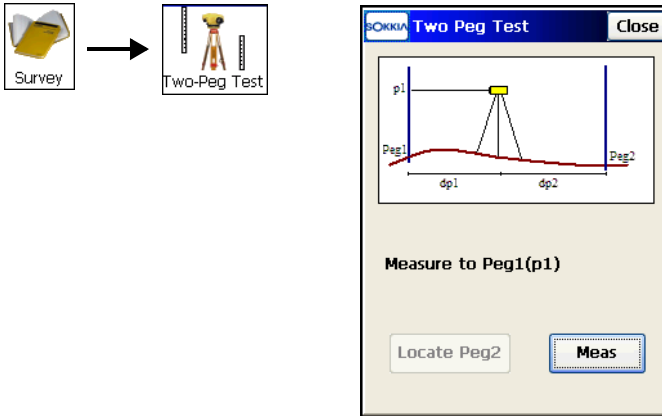 Survey
Two-Peg Test
SOKKIA Two Peg Test Close
p1
Peg1
Peg2
dp1 dp2
Measure to Peg1(p1)
Locate Peg2 Meas